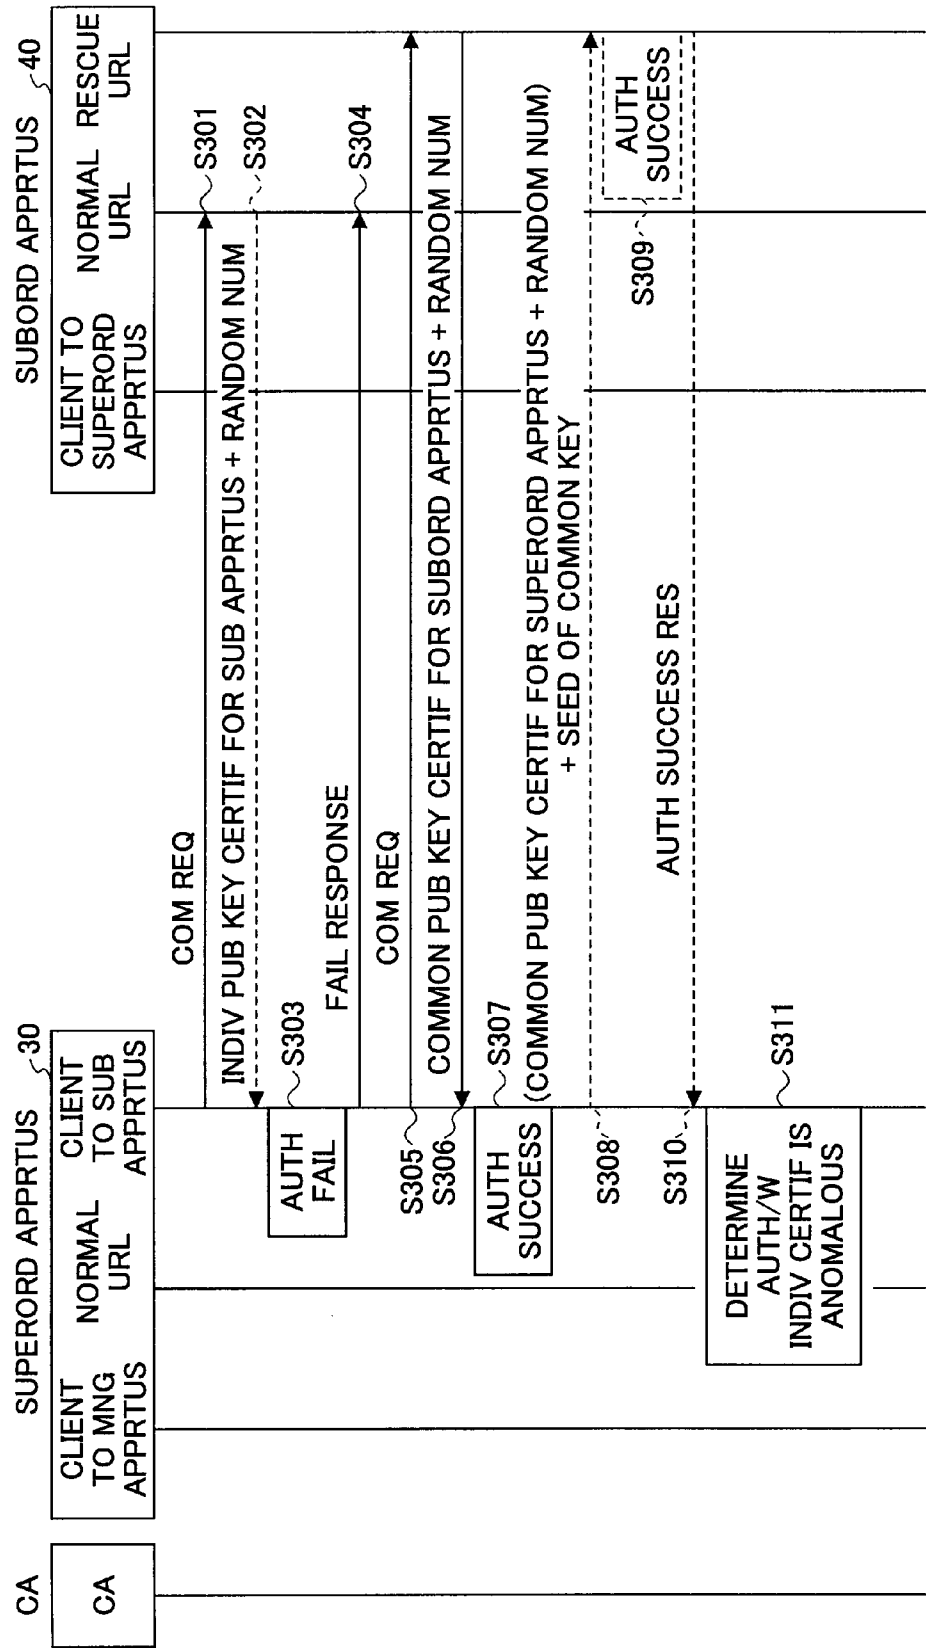 CA
SUPERORD APPRTUS
30
SUBORD APPRTUS
40
CA
CLIENT
TO MNG
APPRTUS
NORMAL
URL
CLIENT
TO SUB
APPRTUS
CLIENT TO
SUPERORD
APPRTUS
NORMAL
URL
RESCUE
URL
COM REQ
S301
INDIV PUB KEY CERTIF FOR SUB APPRTUS + RANDOM NUM
S302
AUTH
FAIL
S303
FAIL RESPONSE
S304
COM REQ
S305
COMMON PUB KEY CERTIF FOR SUBORD APPRTUS + RANDOM NUM
S306
AUTH
SUCCESS
S307
(COMMON PUB KEY CERTIF FOR SUPERORD APPRTUS + RANDOM NUM)
+ SEED OF COMMON KEY
S308
AUTH
SUCCESS
S309
AUTH SUCCESS RES
S310
DETERMINE
AUTH/W
INDIV CERTIF IS
ANOMALOUS
S311